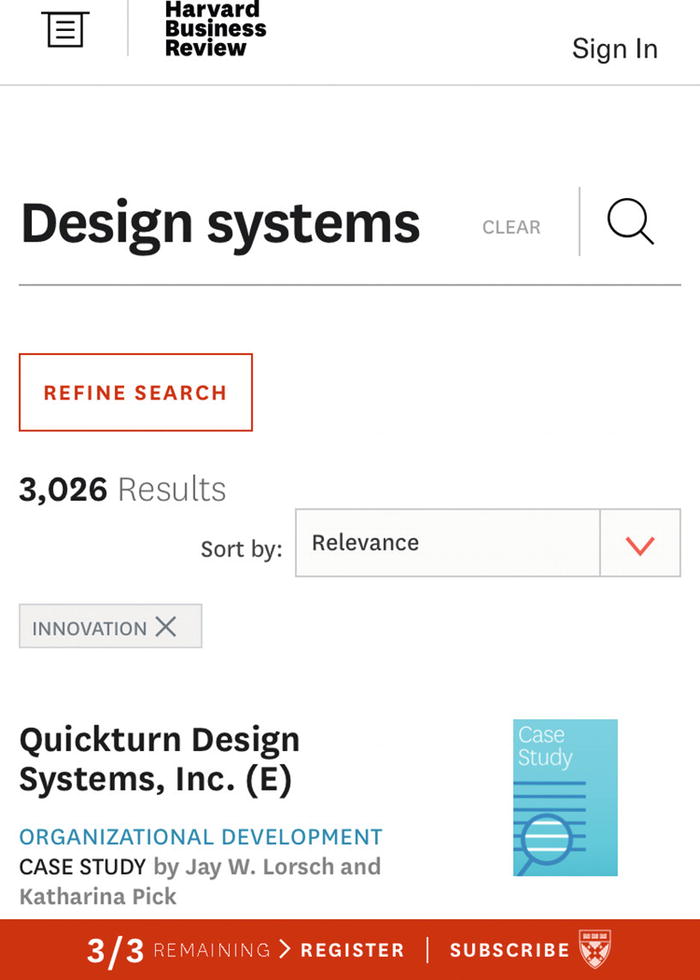 Harvard
Business
Review
Sign In
Design systems
CLEAR
REFINE SEARCH
3,026 Results
Sort by:
Relevance
INNOVATION
Quickturn Design
Systems, Inc. (E)
Case
Study
ORGANIZATIONAL DEVELOPMENT
CASE STUDY by Jay W. Lorsch and
Katharina Pick
3/3 REMAINING > REGISTER | SUBSCRIBE